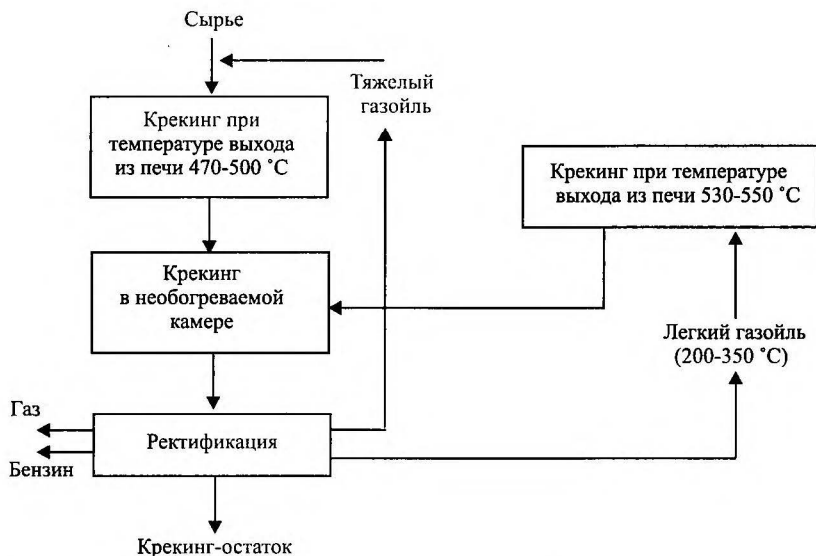 Сырье
Тяжелый
газойль
Крекинг при
температуре выхода
из печи 470-500 °С
Крекинг при температуре
выхода из печи 530-550 °С
Крекинг
в необогреваемой
камере
Легкий газойль
(200-350 °С)
Газ
Ректификация
Бензин
Крекинг-остаток